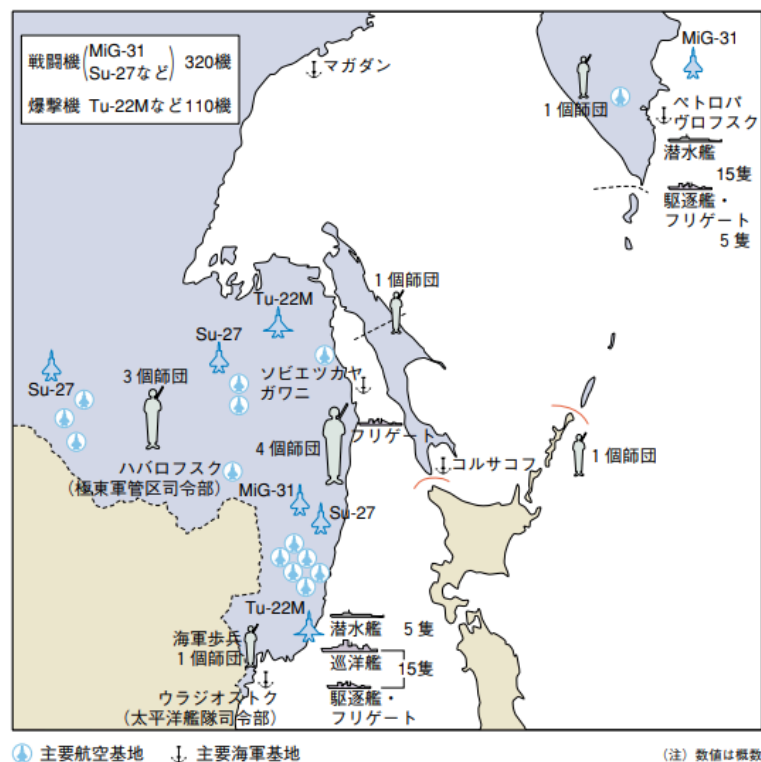 戦闘機(MiG-31
Su-27など) 320機
爆撃機 Tu-22Mなど110機
マガダン
MiG-31
1個師団
ペトロパ
ヴロフスク
潜水艦
15隻
駆逐艦・
フリゲート
5隻
1個師団
Tu-22M
Su-27
Su-27
ソビエツカヤ
ガワニ
3個師団
4個師団
フリゲート
コルサコフ
1個師団
ハバロフスク
(極東軍管区司令部)
MiG-31
Su-27
Tu-22M
潜水艦 5隻
海軍歩兵
1個師団
巡洋艦
15隻
ウラジオストク
(太平洋艦隊司令部)
駆逐艦・
フリゲート
主要航空基地 主要海軍基地 (注) 数値は概数